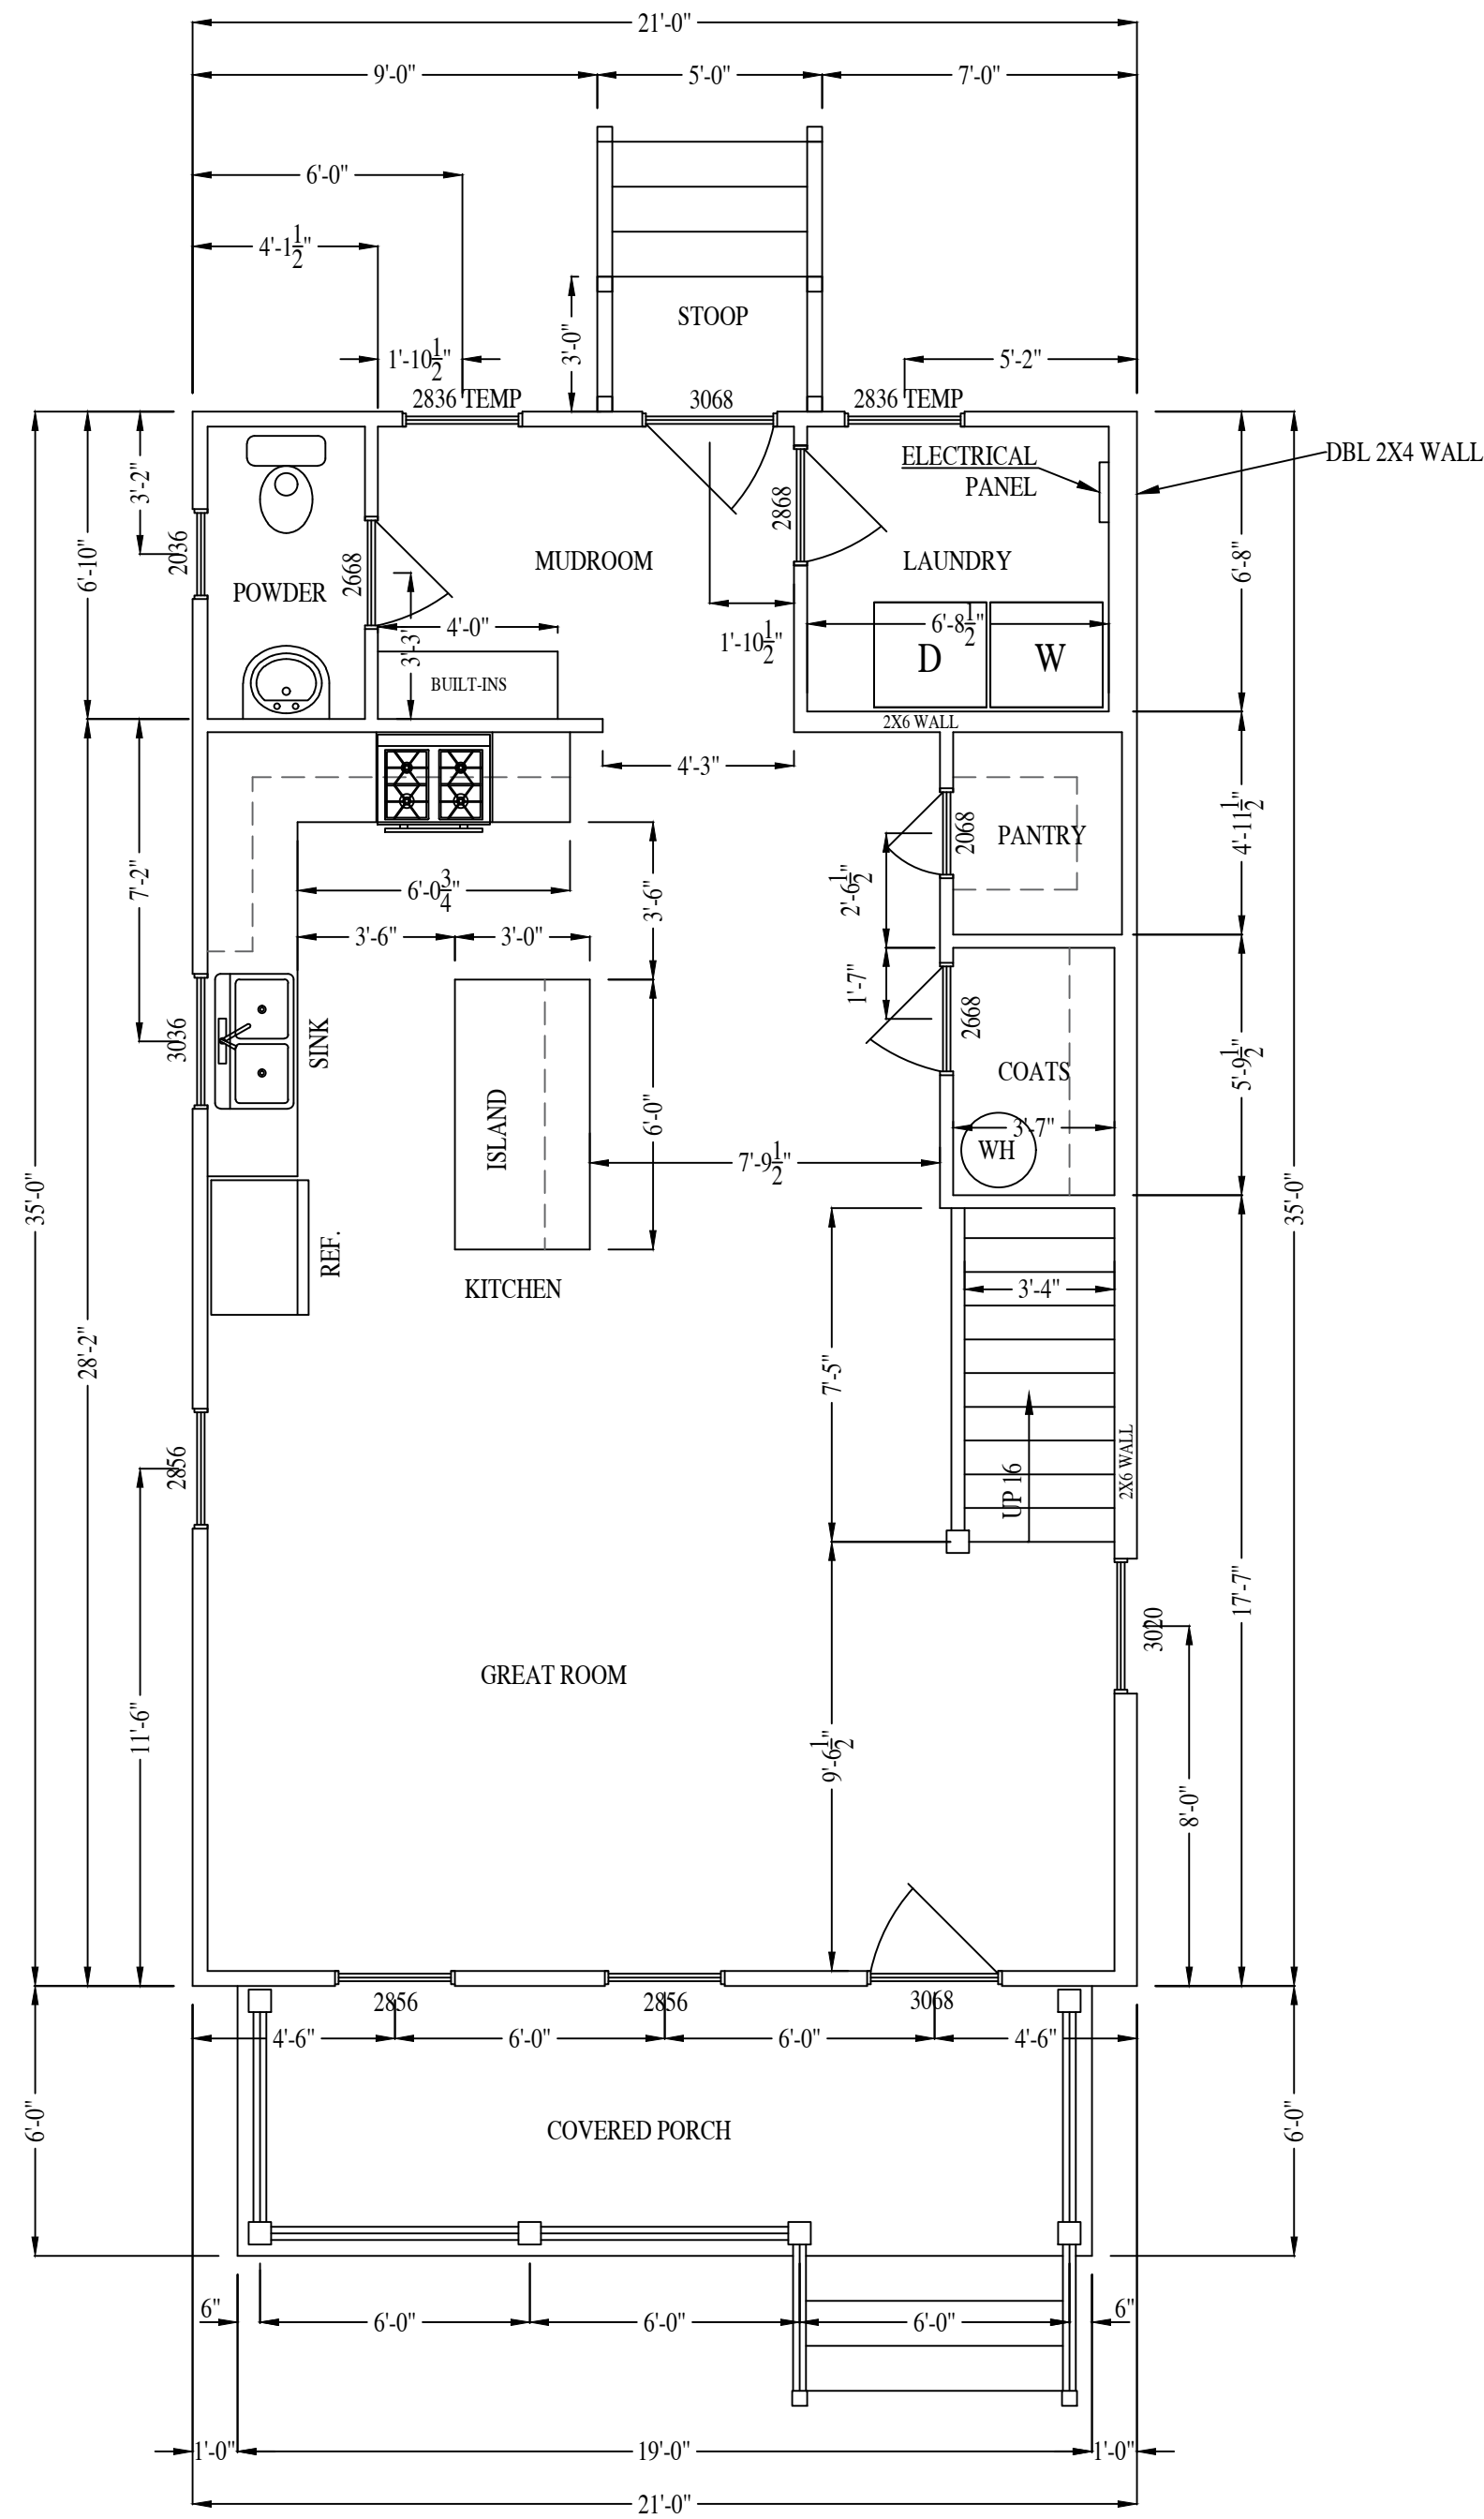 21'-0"
9'-0"
5'-0"
7'-0"
6'-0"
4'-1 1/2"
STOOP
3'-0"
1'-10 1/2"
5'-2"
2836 TEMP
3068
2836 TEMP
ELECTRICAL
PANEL
DBL 2X4 WALL
3'-2"
2036
6'-10"
POWDER
2668
MUDROOM
2868
LAUNDRY
6'-8"
4'-0"
3'-3"
1'-10 1/2"
6'-8 1/2"
D
W
BUILT-INS
2X6 WALL
4'-3"
2068
PANTRY
4'-11 1/2"
7'-2"
6'-0 3/4"
3'-6"
2'-6 1/2"
3'-6"
3'-0"
1'-7"
2668
3036
SINK
COATS
5'-9 1/2"
ISLAND
6'-0"
3'-7"
WH
7'-9 1/2"
35'-0"
35'-0"
REF.
KITCHEN
3'-4"
28'-2"
7'-5"
2856
UP 16
2X6 WALL
17'-7"
3020
GREAT ROOM
11'-6"
9'-6 1/2"
8'-0"
2856
2856
3068
4'-6"
6'-0"
6'-0"
4'-6"
6'-0"
COVERED PORCH
6'-0"
6"
6'-0"
6'-0"
6'-0"
6"
1'-0"
19'-0"
1'-0"
21'-0"